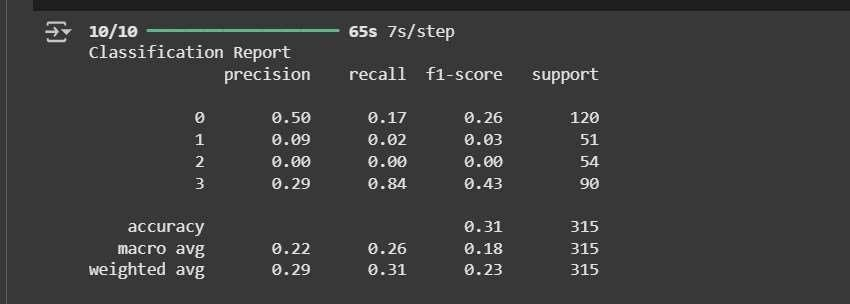 10/10 ━━━━━━━━━━━━━━━━━━━━ 65s 7s/step
Classification Report
precision recall f1-score support
0 0.50 0.17 0.26 120
1 0.09 0.02 0.03 51
2 0.00 0.00 0.00 54
3 0.29 0.84 0.43 90
accuracy 0.31 315
macro avg 0.22 0.26 0.18 315
weighted avg 0.29 0.31 0.23 315